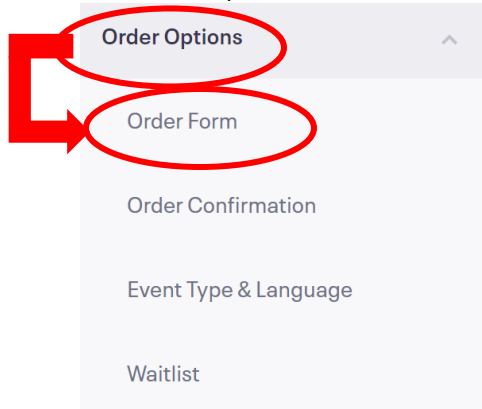 Order Options
Order Form
Order Confirmation
Event Type & Language
Waitlist